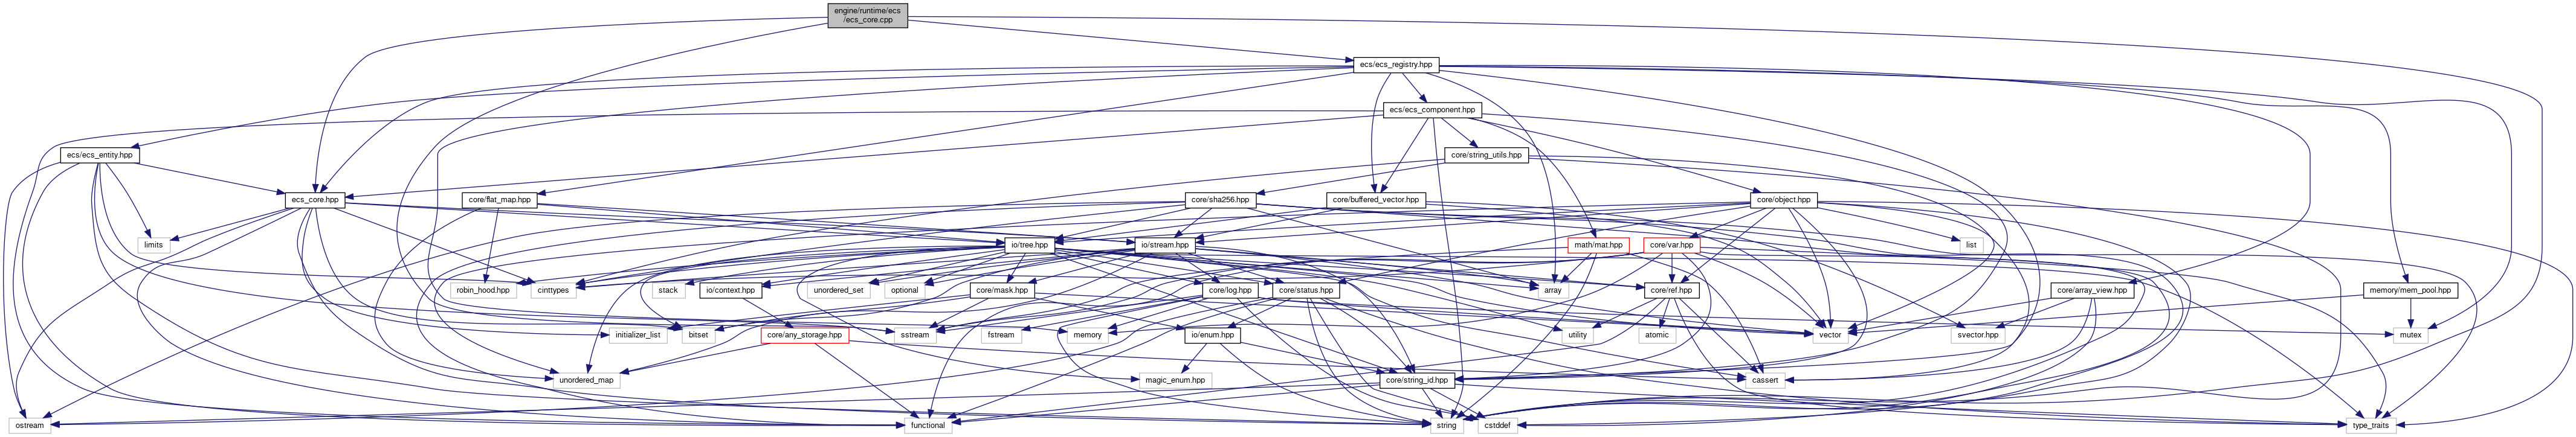 engine/runtime/ecs
/ecs_core.cpp
ecs/ecs_registry.hpp
ecs/ecs_component.hpp
ecs/ecs_entity.hpp
core/string_utils.hpp
ecs_core.hpp
core/flat_map.hpp
core/sha256.hpp
core/buffered_vector.hpp
core/object.hpp
limits
io/tree.hpp
io/stream.hpp
math/mat.hpp
core/var.hpp
list
robin_hood.hpp
cinttypes
stack
io/context.hpp
unordered_set
optional
core/mask.hpp
core/log.hpp
core/status.hpp
array
core/ref.hpp
core/array_view.hpp
memory/mem_pool.hpp
initializer_list
bitset
core/any_storage.hpp
sstream
fstream
memory
io/enum.hpp
utility
atomic
vector
svector.hpp
mutex
unordered_map
magic_enum.hpp
core/string_id.hpp
cassert
ostream
functional
string
cstddef
type_traits